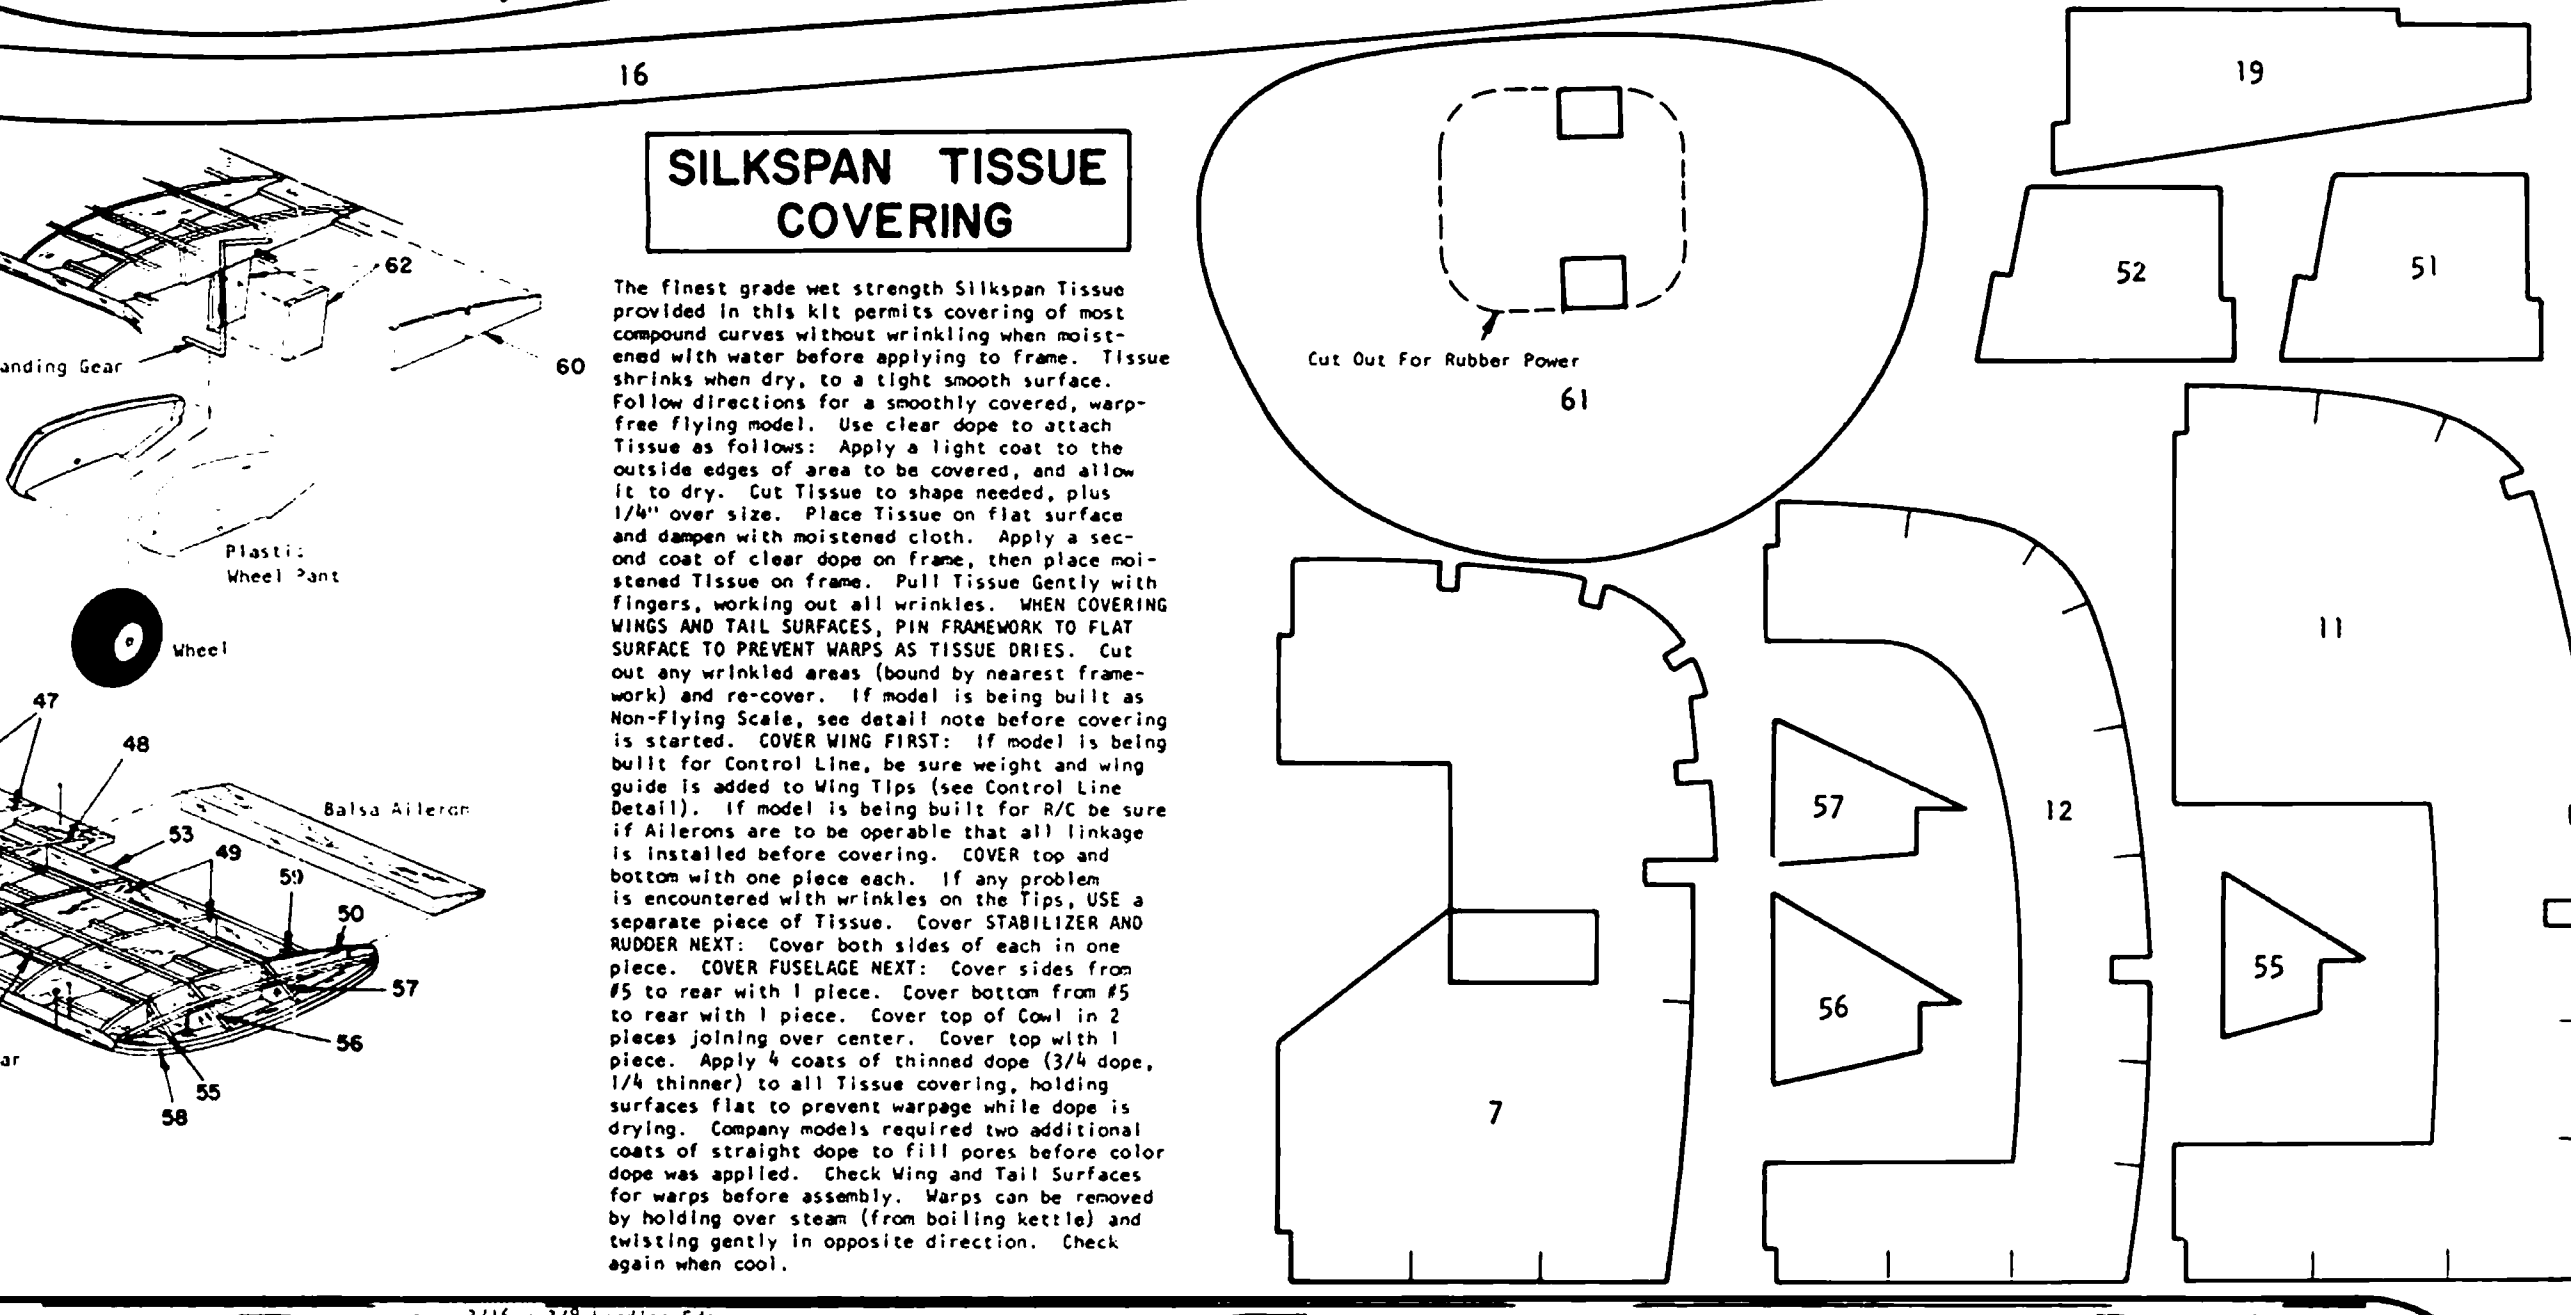 16
19
SILKSPAN TISSUE
COVERING
62
52
51
The finest grade wet strength Silkspan Tissue
provided in this kit permits covering of most
compound curves without wrinkling when moist-
ened with water before applying to frame. Tissue
shrinks when dry, to a tight smooth surface.
Follow directions for a smoothly covered, warp-
free flying model. Use clear dope to attach
Tissue as follows: Apply a light coat to the
outside edges of area to be covered, and allow
it to dry. Cut Tissue to shape needed, plus
1/4" over size. Place Tissue on flat surface
and dampen with moistened cloth. Apply a sec-
ond coat of clear dope on frame, then place moi-
stened Tissue on frame. Pull Tissue Gently with
fingers, working out all wrinkles. WHEN COVERING
WINGS AND TAIL SURFACES, PIN FRAMEWORK TO FLAT
SURFACE TO PREVENT WARPS AS TISSUE DRIES. Cut
out any wrinkled areas (bound by nearest frame-
work) and re-cover. If model is being built as
Non-Flying Scale, see detail note before covering
is started. COVER WING FIRST: If model is being
built for Control Line, be sure weight and wing
guide is added to Wing Tips (see Control Line
Detail). If model is being built for R/C be sure
if Ailerons are to be operable that all linkage
is installed before covering. COVER top and
bottom with one piece each. If any problem
is encountered with wrinkles on the Tips, USE a
separate piece of Tissue. Cover STABILIZER AND
RUDDER NEXT: Cover both sides of each in one
piece. COVER FUSELAGE NEXT: Cover sides from
#5 to rear with 1 piece. Cover bottom from #5
to rear with 1 piece. Cover top of Cowl in 2
pieces joining over center. Cover top with 1
piece. Apply 4 coats of thinned dope (3/4 dope,
1/4 thinner) to all Tissue covering, holding
surfaces flat to prevent warpage while dope is
drying. Company models required two additional
coats of straight dope to fill pores before color
dope was applied. Check Wing and Tail Surfaces
for warps before assembly. Warps can be removed
by holding over steam (from boiling kettle) and
twisting gently in opposite direction. Check
again when cool.
Cut Out For Rubber Power
61
anding Gear
60
Plastic
Wheel Pant
Wheel
47
48
Balsa Aileron
53
49
59
50
57
56
55
58
ar
11
57
12
56
55
7